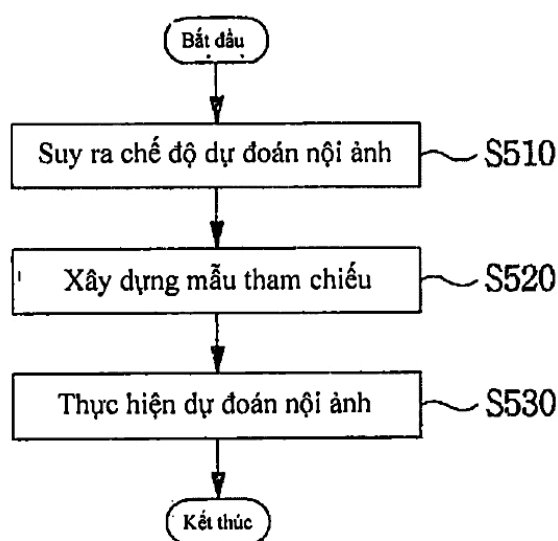 Bắt đầu
Suy ra chế độ dự đoán nội ảnh
S510
Xây dựng mẫu tham chiếu
S520
Thực hiện dự đoán nội ảnh
S530
Kết thúc